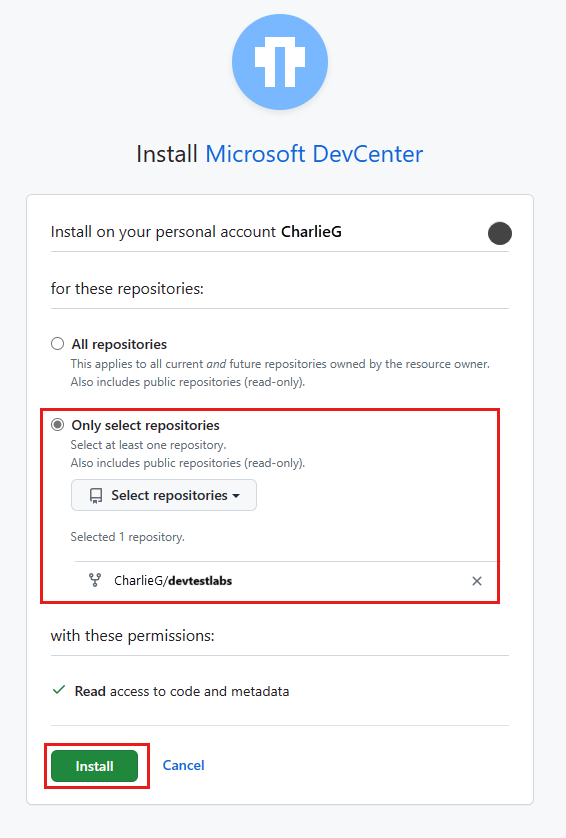 Install Microsoft DevCenter
Install on your personal account CharlieG
for these repositories:
All repositories
This applies to all current and future repositories owned by the resource owner.
Also includes public repositories (read-only).
Only select repositories
Select at least one repository.
Also includes public repositories (read-only).
Select repositories
Selected 1 repository.
CharlieG/devtestlabs
with these permissions:
Read access to code and metadata
Install Cancel